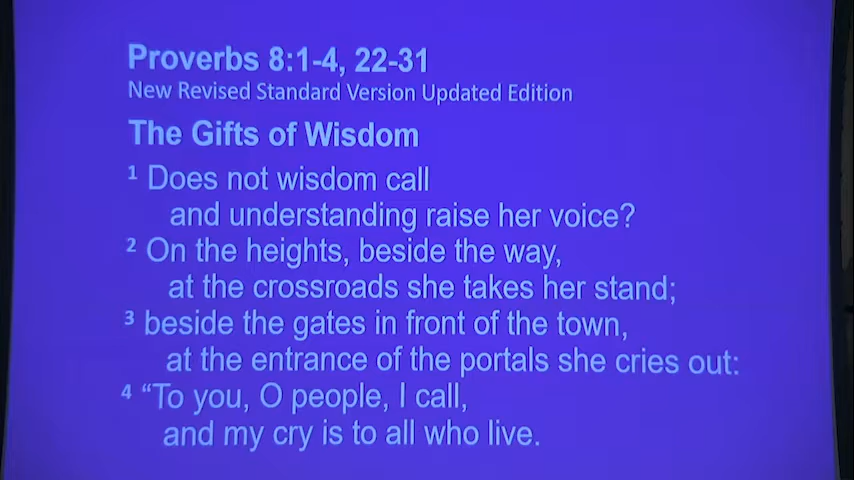 Proverbs 8:1-4, 22-31
New Revised Standard Version Updated Edition
The Gifts of Wisdom
1 Does not wisdom call
and understanding raise her voice?
2 On the heights, beside the way,
at the crossroads she takes her stand;
3 beside the gates in front of the town,
at the entrance of the portals she cries out:
4 “To you, O people, I call,
and my cry is to all who live.